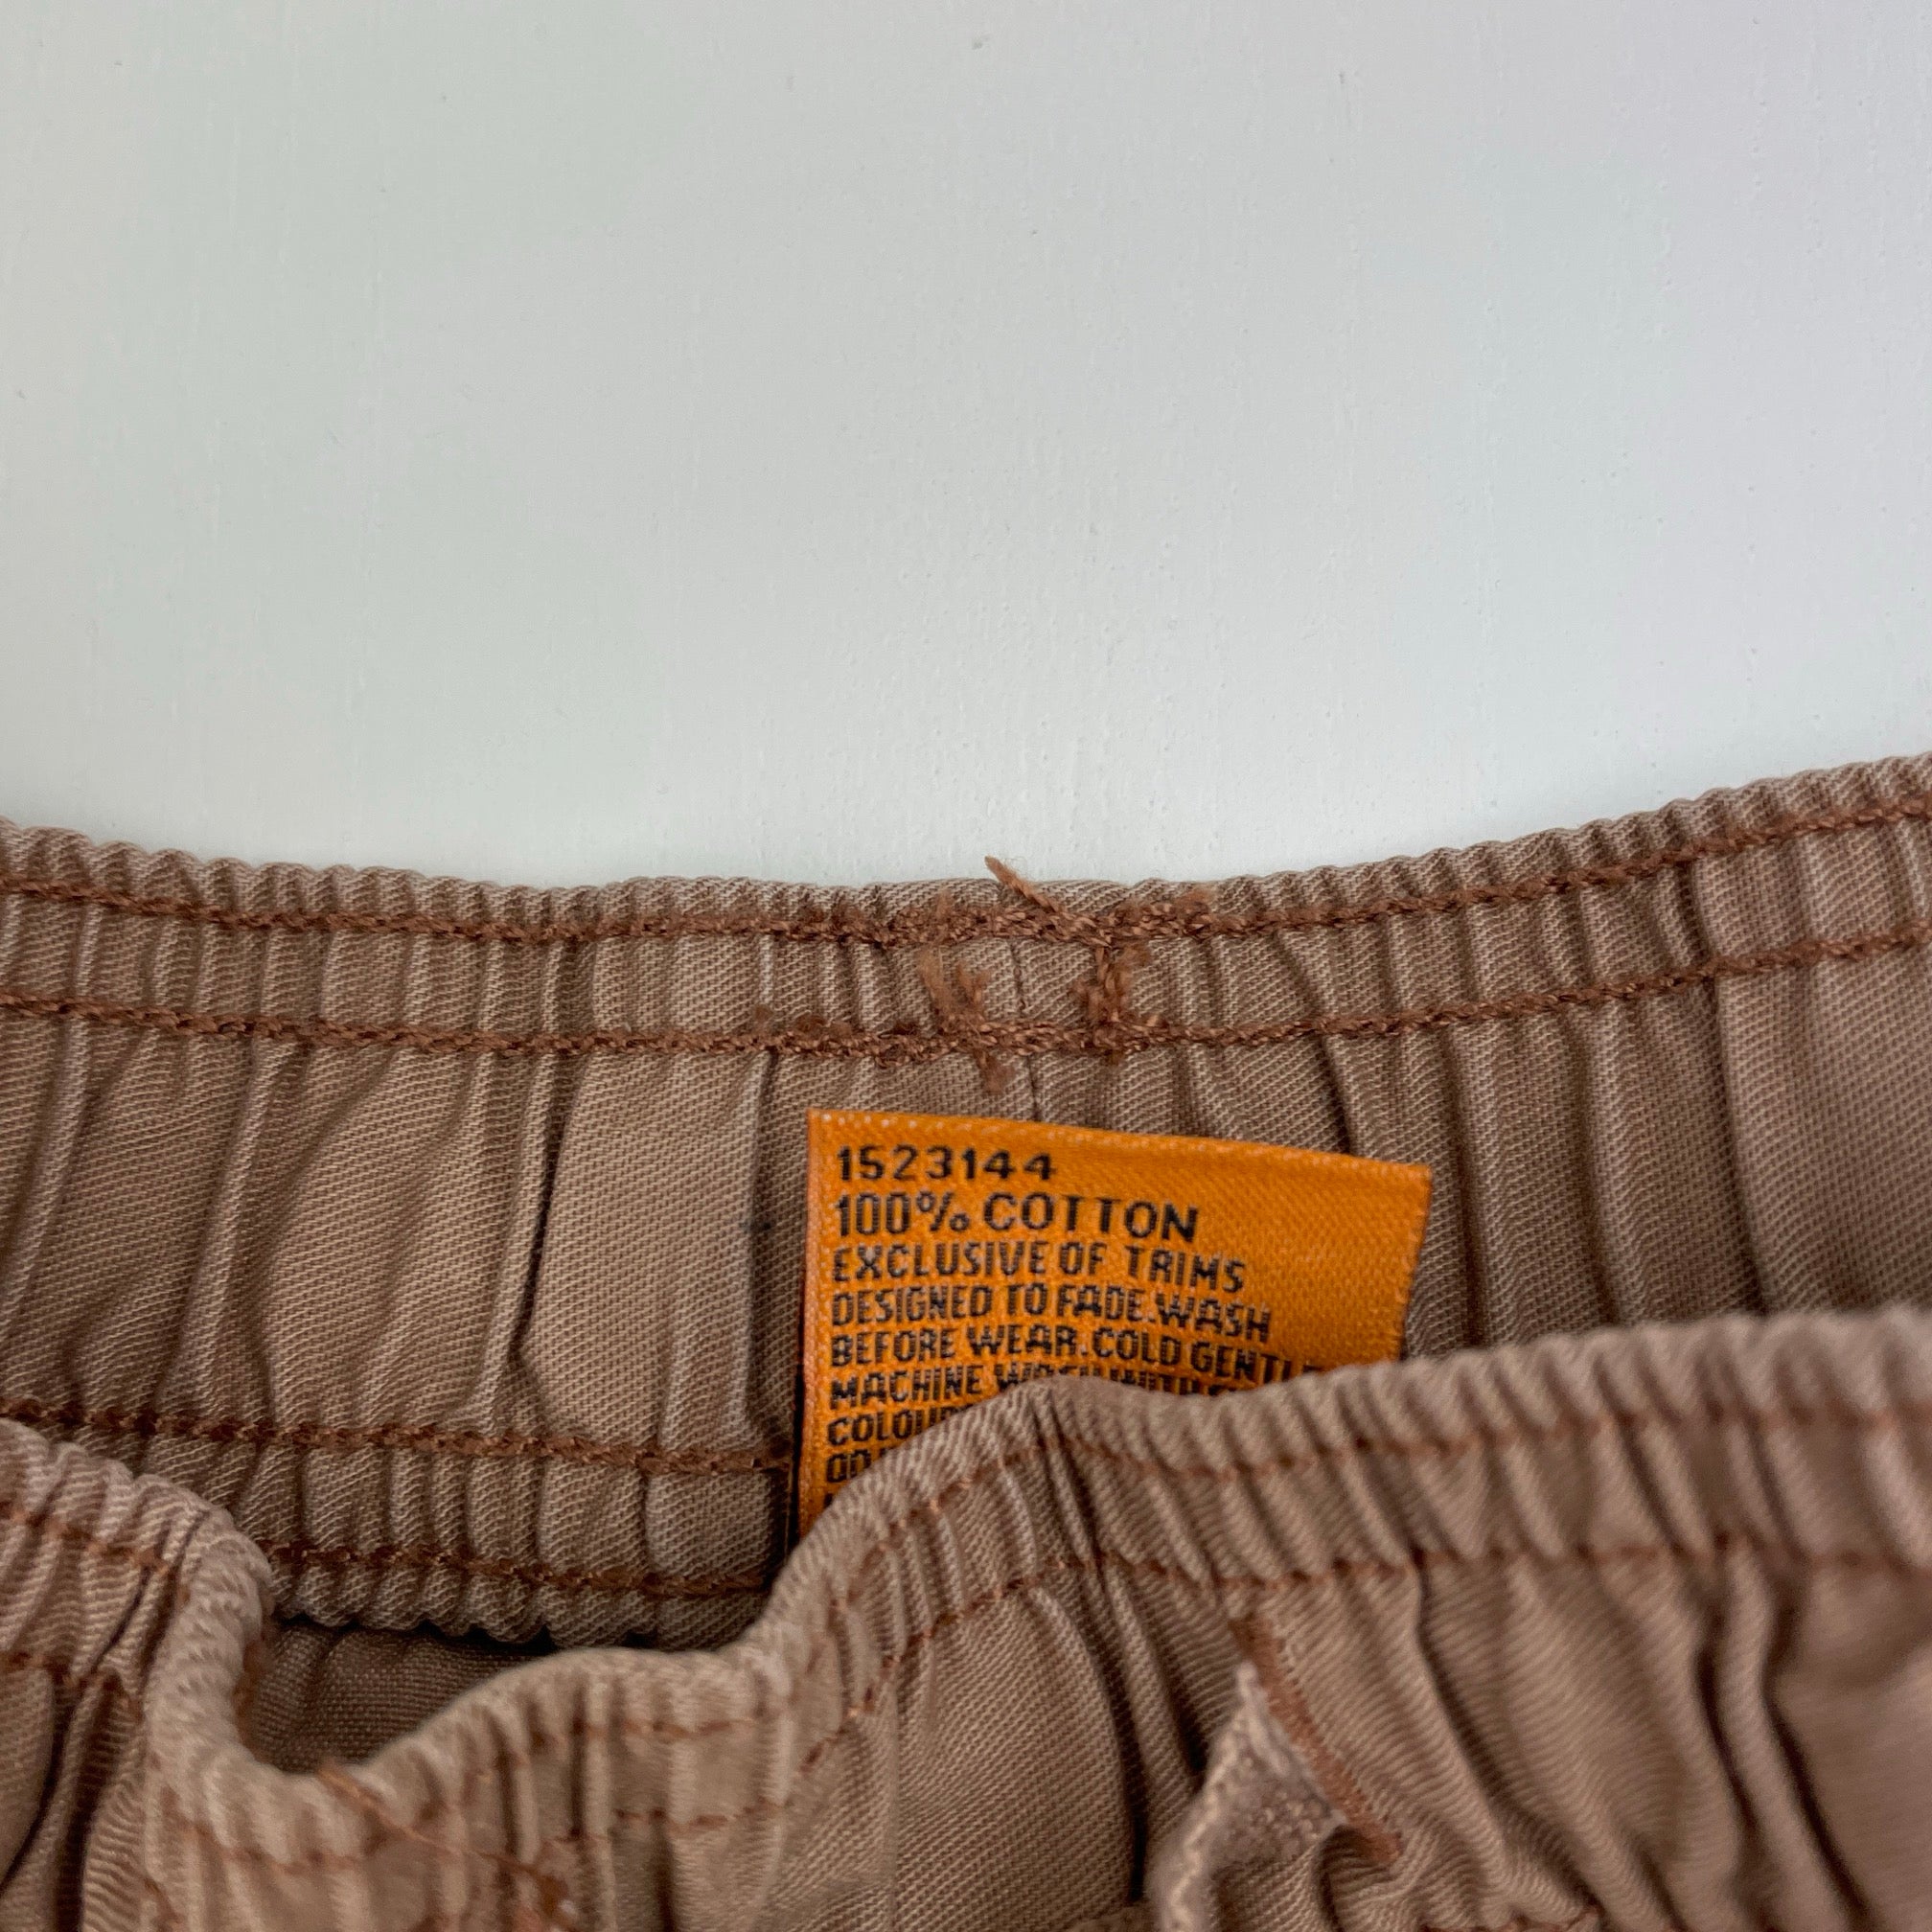 1523144
100% COTTON
EXCLUSIVE OF TRIMS
DESIGNED TO FADE.WASH
BEFORE WEAR.COLD GENTLE
MACHINE